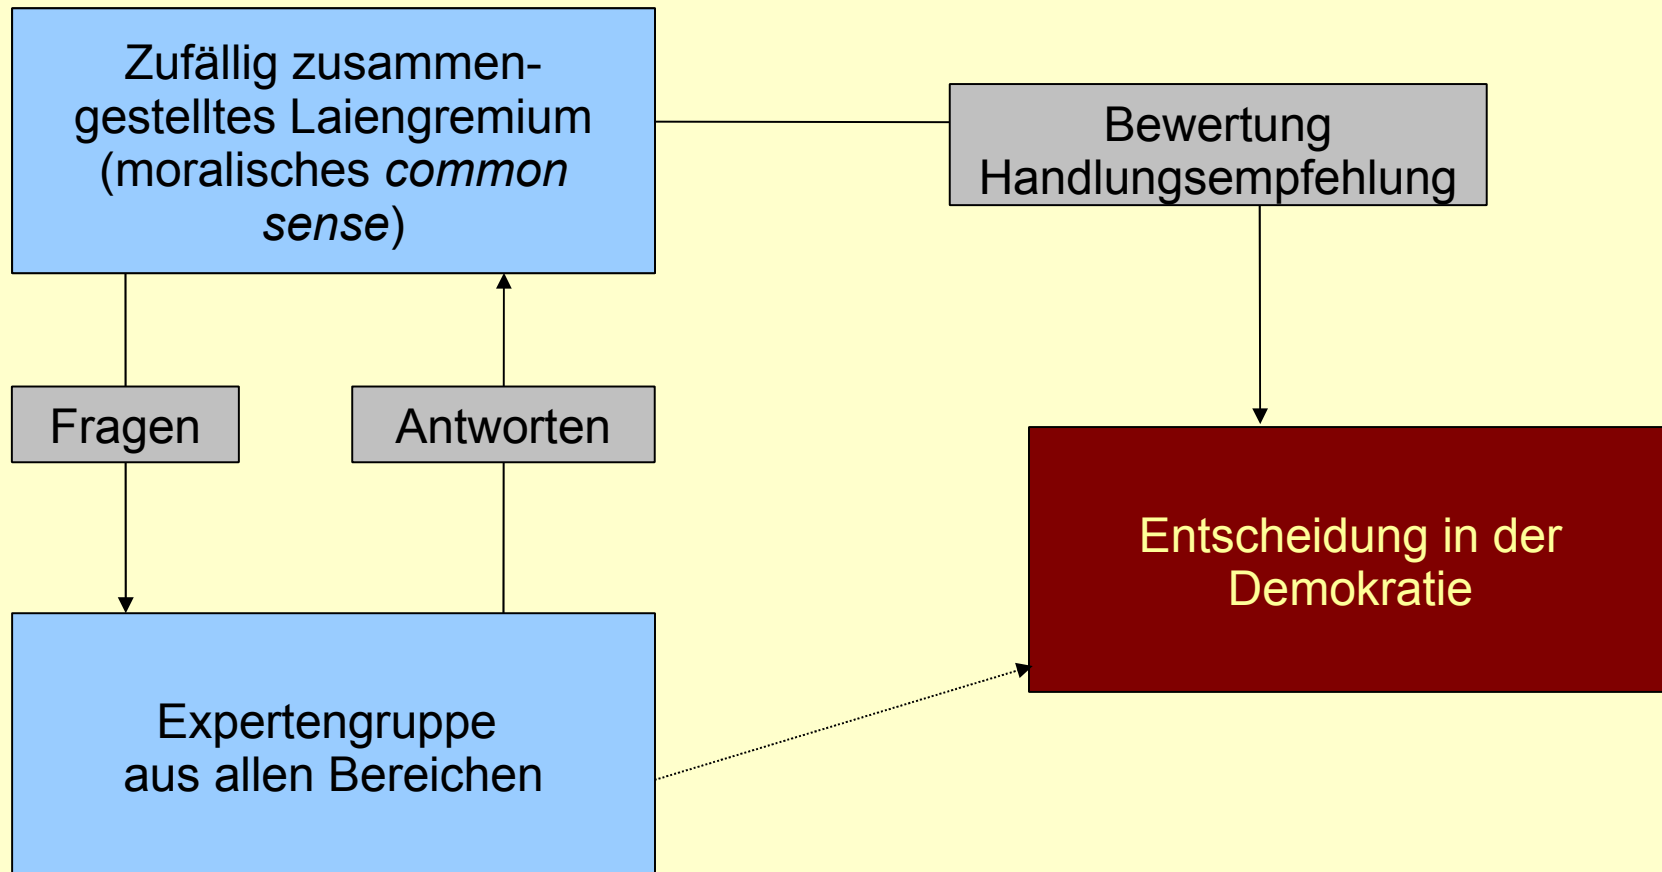 Zufällig zusammen-
gestelltes Laiengremium
(moralisches common
sense)
Bewertung
Handlungsempfehlung
Fragen
Antworten
Entscheidung in der
Demokratie
Expertengruppe
aus allen Bereichen